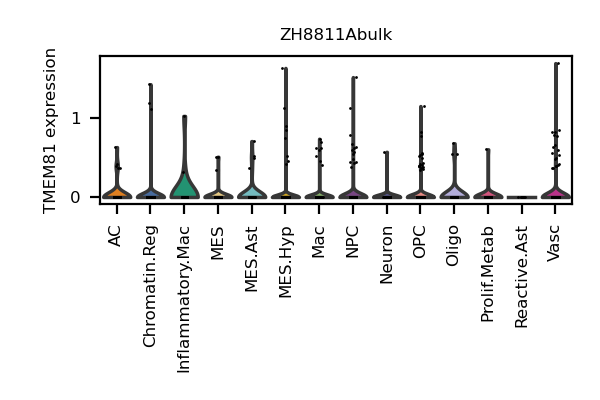 ZH8811Abulk
TMEM81 expression
1
0
AC
Chromatin.Reg
Inflammatory.Mac
MES
MES.Ast
MES.Hyp
Mac
NPC
Neuron
OPC
Oligo
Prolif.Metab
Reactive.Ast
Vasc